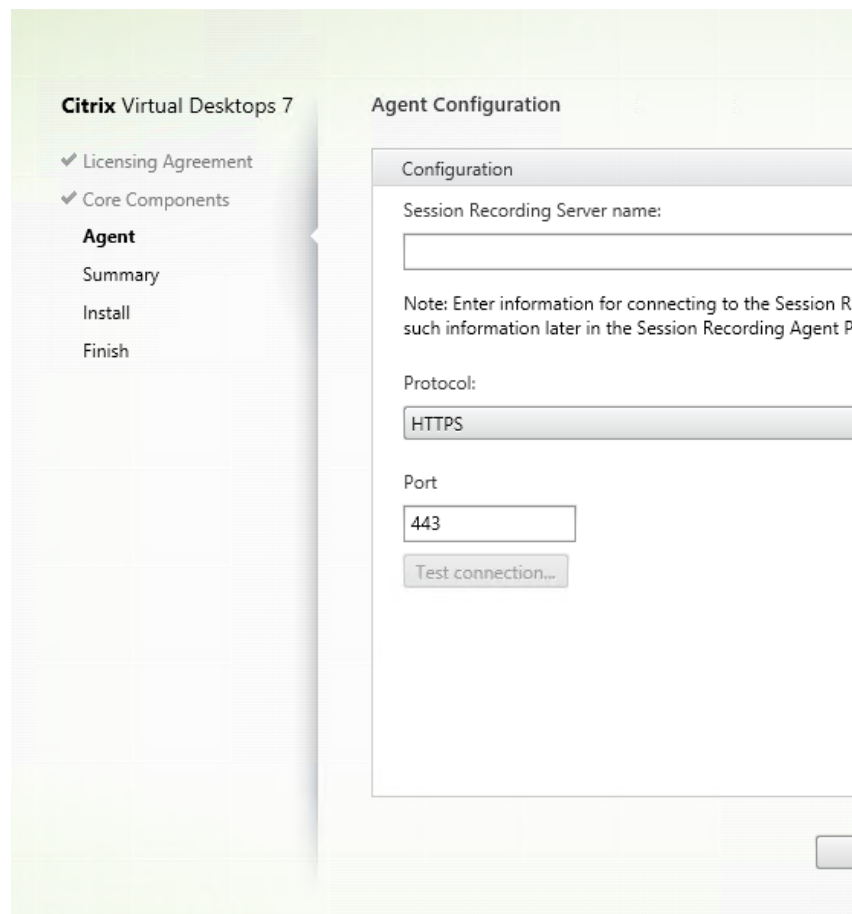 Citrix Virtual Desktops 7
Licensing Agreement
Core Components
Agent
Summary
Install
Finish
Agent Configuration
Configuration
Session Recording Server name:
Note: Enter information for connecting to the Session R
such information later in the Session Recording Agent P
Protocol:
HTTPS
Port
443
Test connection...